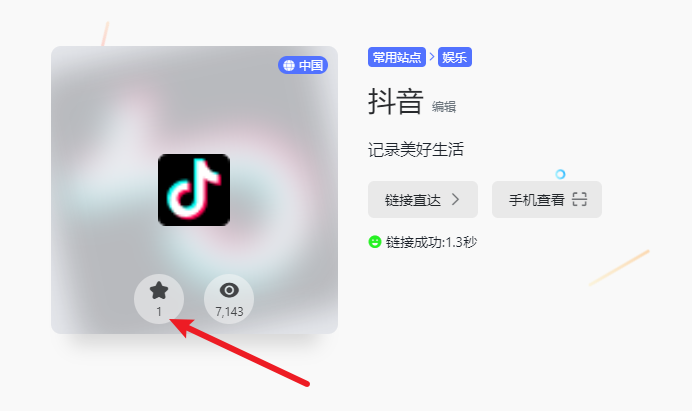 中国
常用站点 > 娱乐
抖音 编辑
记录美好生活
链接直达 >
手机查看
链接成功:1.3秒
1
7,143